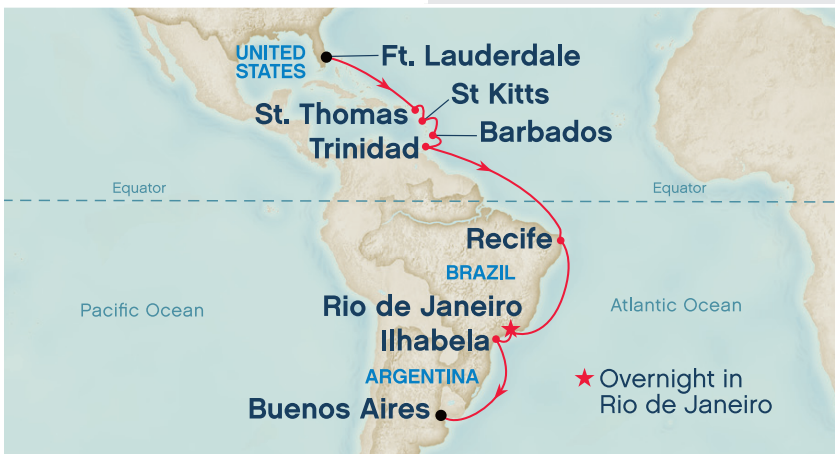 UNITED
STATES
Ft. Lauderdale
St Kitts
St. Thomas
Barbados
Trinidad
Equator
Equator
Recife
BRAZIL
Rio de Janeiro
Pacific Ocean
Atlantic Ocean
Ilhabela
ARGENTINA
Overnight in
Rio de Janeiro
Buenos Aires